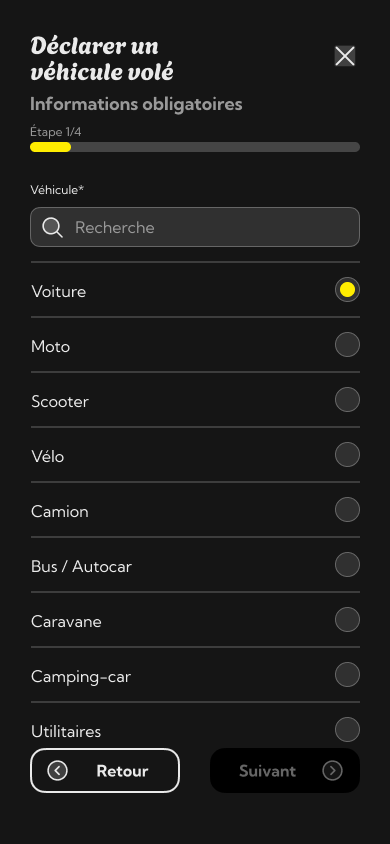 Déclarer un
véhicule volé
Informations obligatoires
Étape 1/4
Véhicule*
Recherche
Voiture
Moto
Scooter
Vélo
Camion
Bus / Autocar
Caravane
Camping-car
Utilitaires
Retour
Suivant